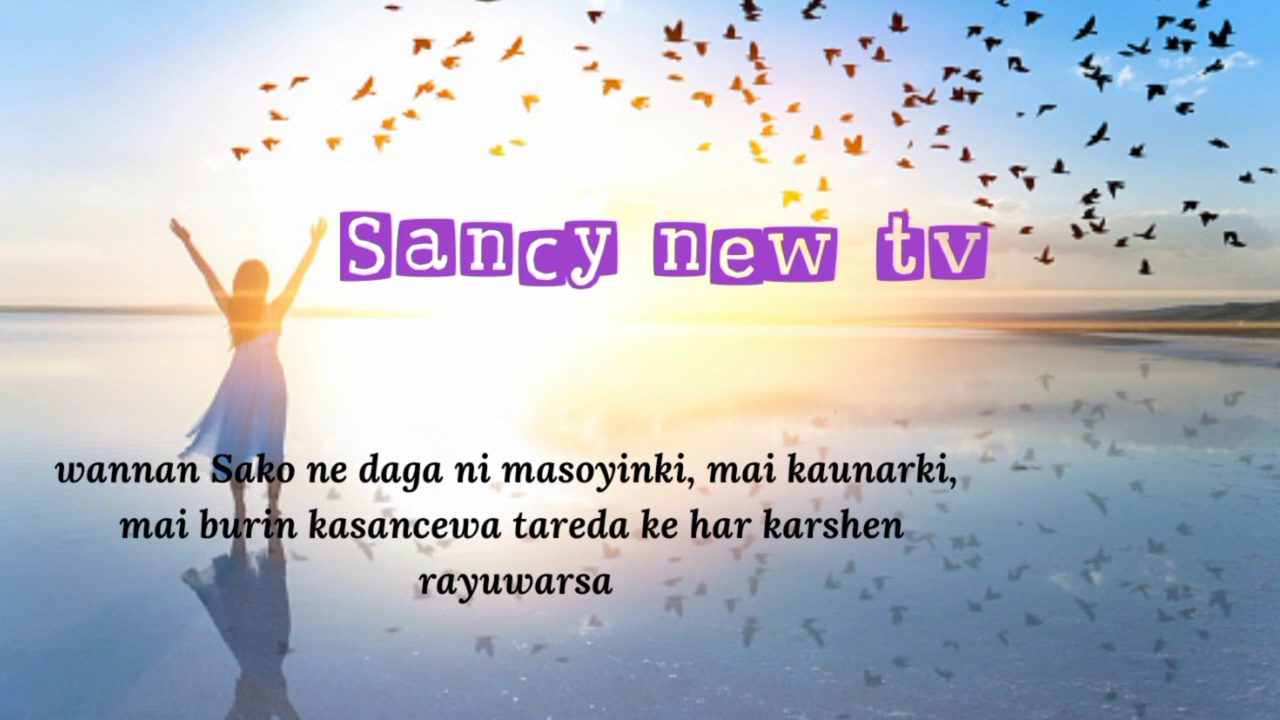 Sancy new tv
wannan Sako ne daga ni masoyinki, mai kaunarki,
mai burin kasancewa tareda ke har karshen
rayuwarsa